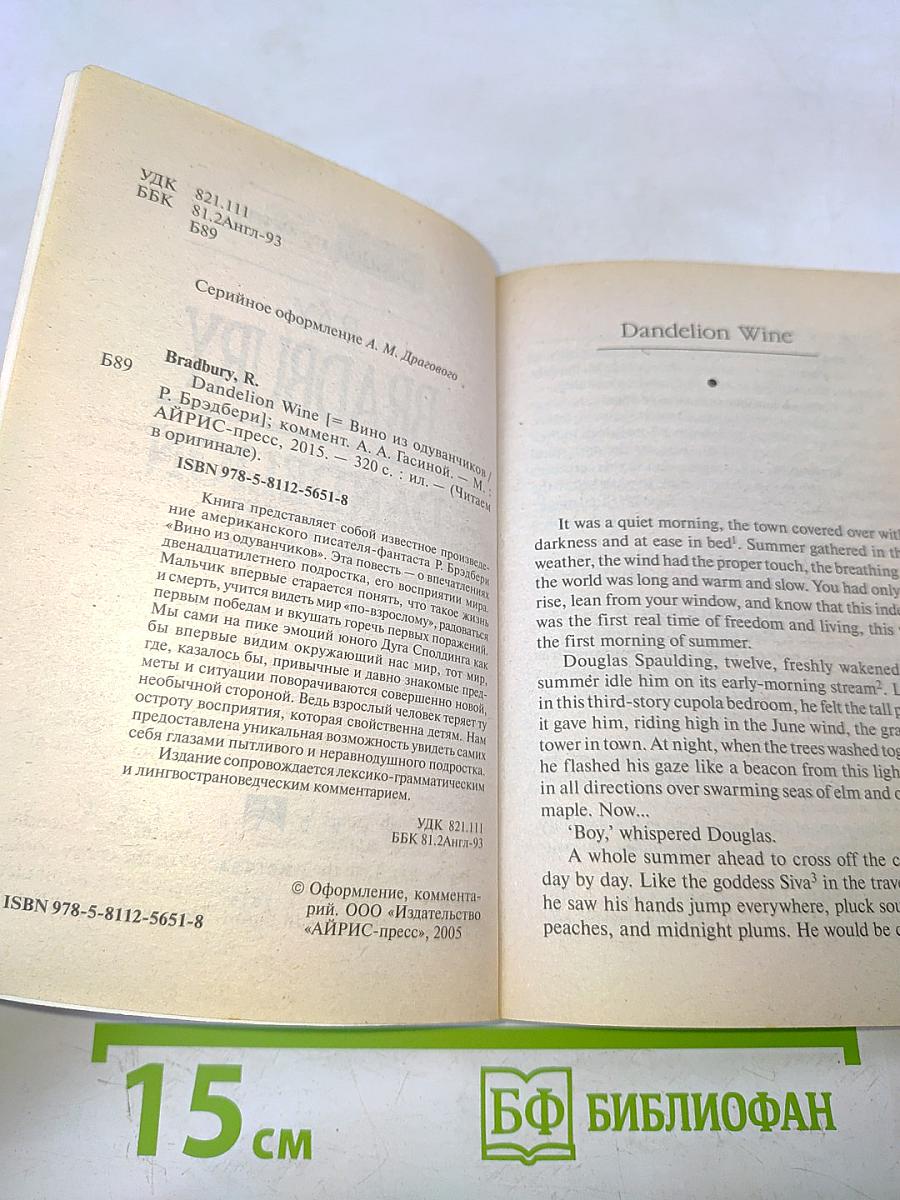 УДК 821.111
ББК 81.2Англ-93
Б89
Серийное оформление А. М. Драгового
Б89
Bradbury, R.
Dandelion Wine [= Вино из одуванчиков /
Р. Брэдбери]; коммент. А. А. Гасиной. — М. :
АЙРИС-пресс, 2015. — 320 с. : ил. — (Читаем
в оригинале).
ISBN 978-5-8112-5651-8
Книга представляет собой известное произведе-
ние американского писателя-фантаста Р. Брэдбери
«Вино из одуванчиков». Эта повесть — о впечатлениях
двенадцатилетнего подростка, его восприятии мира.
Мальчик впервые старается понять, что такое жизнь
и смерть, учится видеть мир «по-взрослому», радоваться
первым победам и вкушать горечь первых поражений.
Мы сами на пике эмоций юного Дуга Сполдинга как
бы впервые видим окружающий нас мир, тот мир,
где, казалось бы, привычные и давно знакомые пред-
меты и ситуации поворачиваются совершенно новой,
необычной стороной. Ведь взрослый человек теряет ту
остроту восприятия, которая свойственна детям. Нам
предоставлена уникальная возможность увидеть самих
себя глазами пытливого и неравнодушного подростка.
Издание сопровождается лексико-грамматическим
и лингвострановедческим комментарием.
УДК 821.111
ББК 81.2Англ-93
© Оформление, коммента-
рий. ООО «Издательство
«АЙРИС-пресс», 2005
ISBN 978-5-8112-5651-8
Dandelion Wine
It was a quiet morning, the town covered over with
darkness and at ease in bed¹. Summer gathered in the
weather, the wind had the proper touch, the breathing
the world was long and warm and slow. You had only
rise, lean from your window, and know that this inde
was the first real time of freedom and living, this
the first morning of summer.
Douglas Spaulding, twelve, freshly wakened
summer idle him on its early-morning stream². L
in this third-story cupola bedroom, he felt the tall p
it gave him, riding high in the June wind, the gra
tower in town. At night, when the trees washed tog
he flashed his gaze like a beacon from this ligh
in all directions over swarming seas of elm and o
maple. Now...
‘Boy,’ whispered Douglas.
A whole summer ahead to cross off the c
day by day. Like the goddess Siva³ in the trave
he saw his hands jump everywhere, pluck sou
peaches, and midnight plums. He would be c
15 см
БФ БИБЛИОФАН